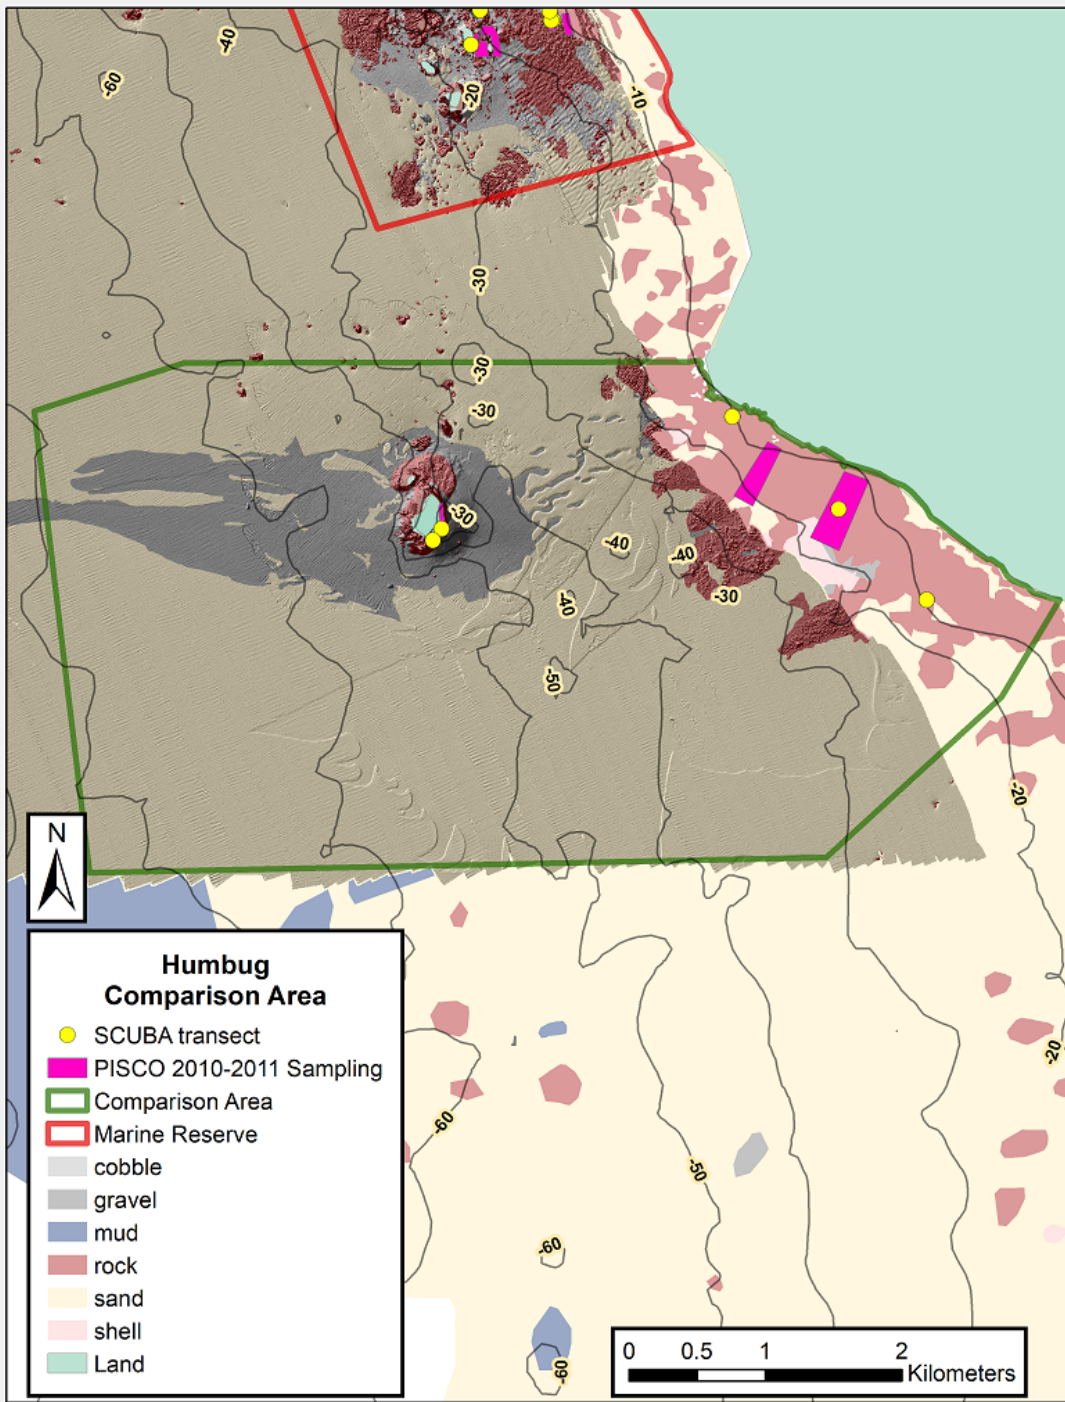 -40
-60
-20
-10
-30
-30
-30
-30
-40
-40
-30
-40
-50
-20
N
Humbug
Comparison Area
SCUBA transect
PISCO 2010-2011 Sampling
Comparison Area
Marine Reserve
cobble
gravel
mud
rock
sand
shell
Land
-20
-60
-50
-60
-60
0 0.5 1 2
Kilometers